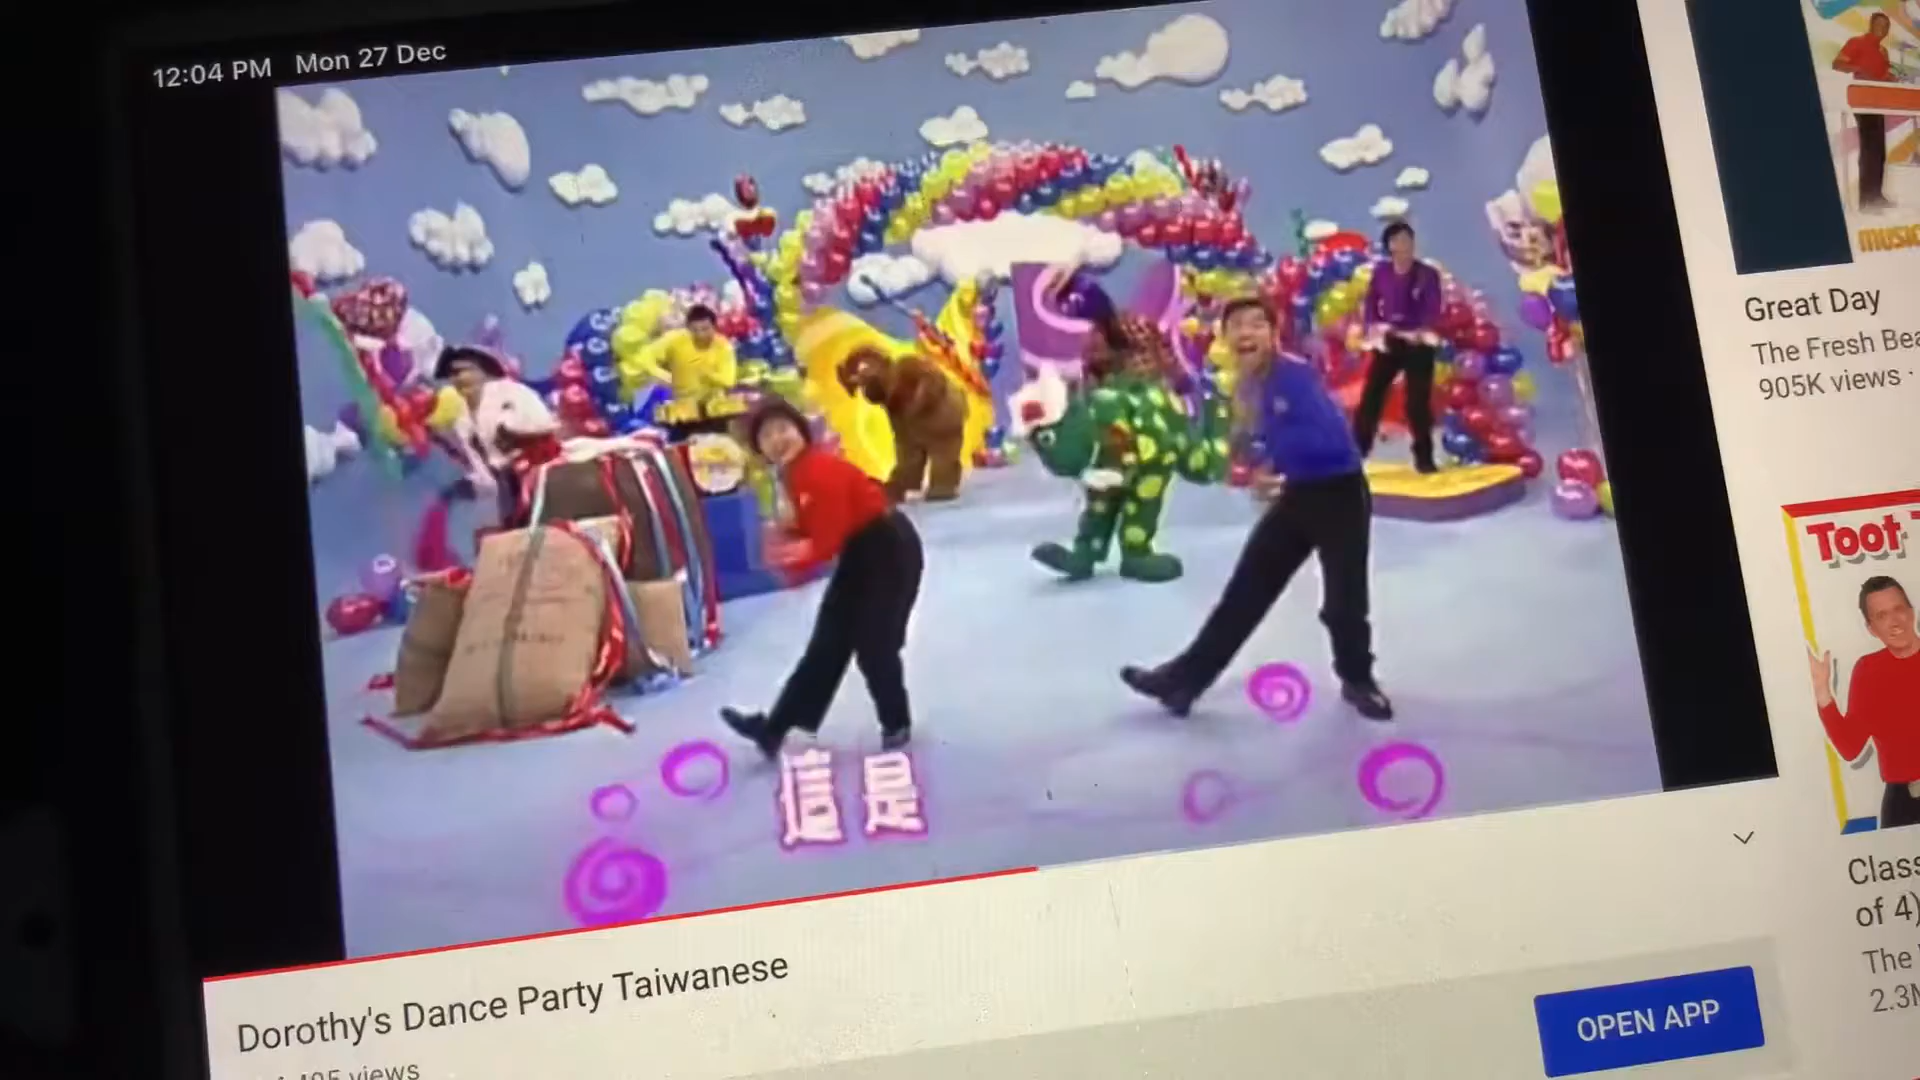 12:04 PM Mon 27 Dec
這是
Dorothy's Dance Party Taiwanese
views
OPEN APP
Great Day
The Fresh Bea
905K views ·
Toot
Class
of 4)
The
2.3M